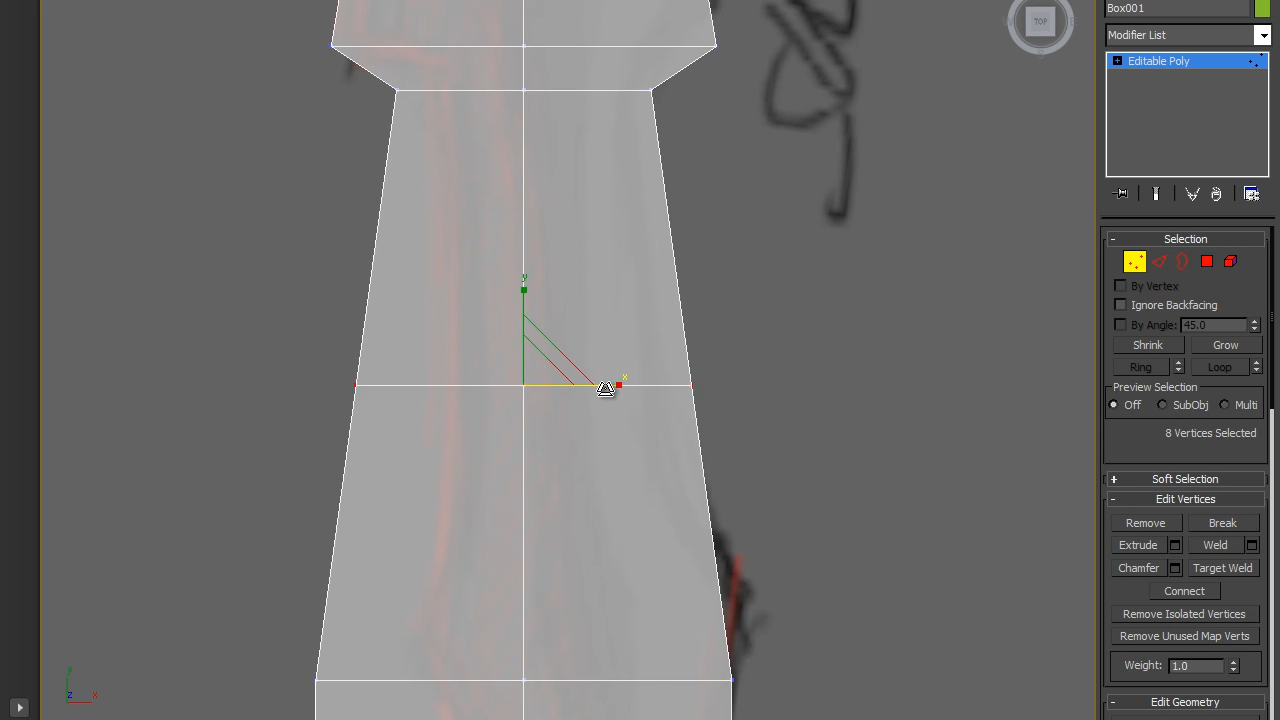 Box001
TOP
Modifier List
Editable Poly
- Selection
By Vertex
Ignore Backfacing
By Angle: 45.0
Shrink Grow
Ring Loop
Preview Selection
Off SubObj Multi
8 Vertices Selected
+ Soft Selection
- Edit Vertices
Remove Break
Extrude Weld
Chamfer Target Weld
Connect
Remove Isolated Vertices
Remove Unused Map Verts
Weight: 1.0
- Edit Geometry
y
x
z x